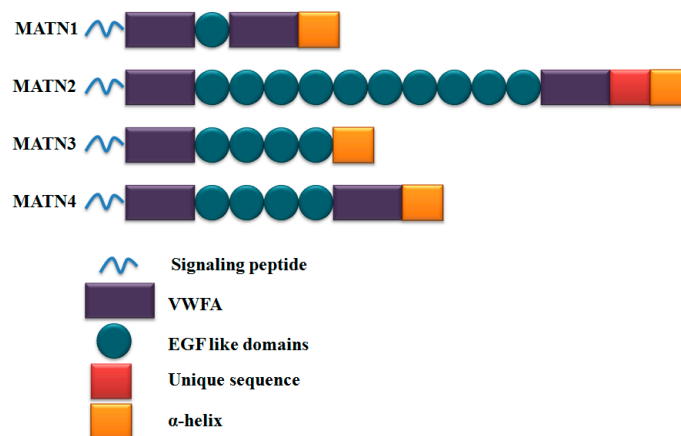 MATN1
MATN2
MATN3
MATN4
Signaling peptide
VWFA
EGF like domains
Unique sequence
α-helix